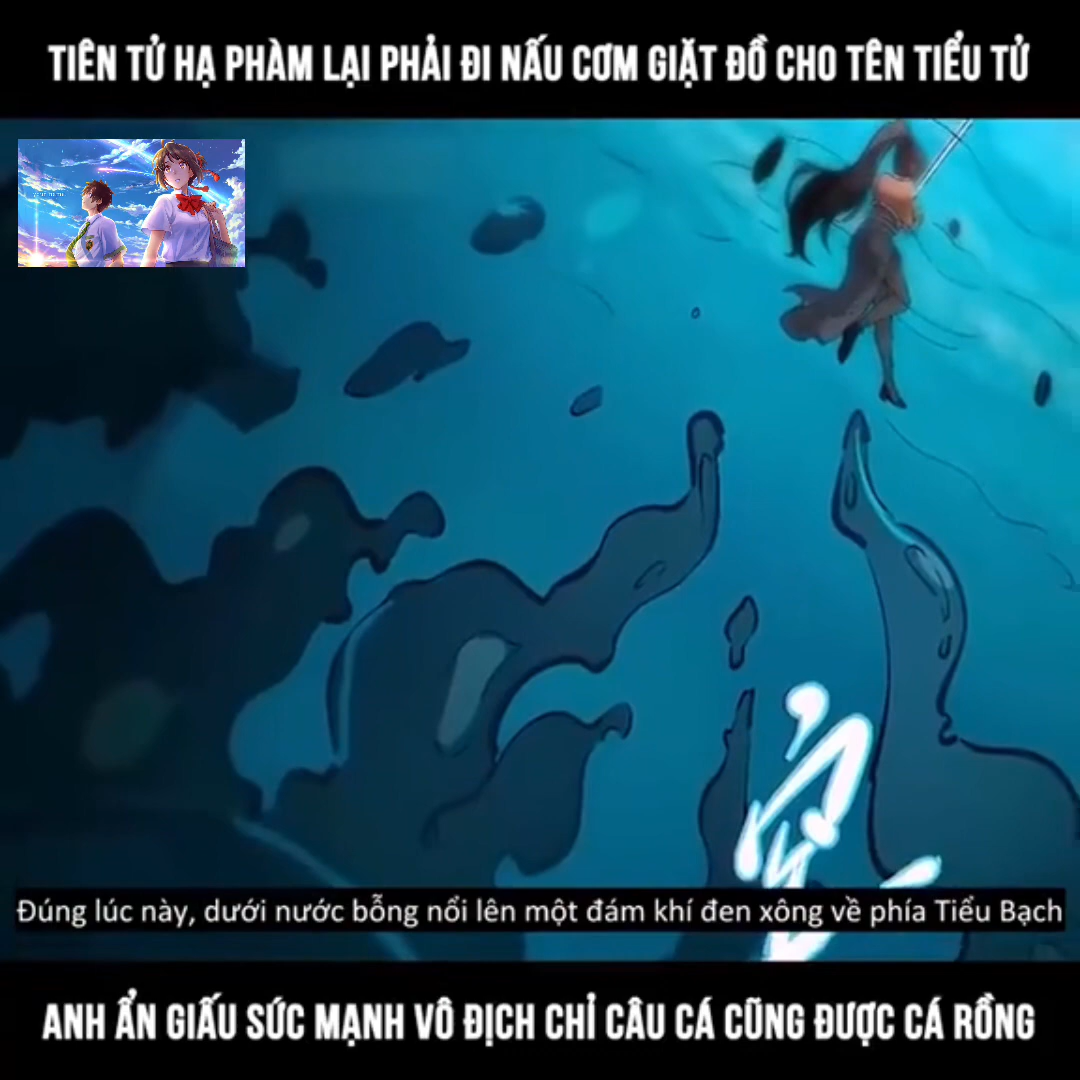 TIÊN TỬ HẠ PHÀM LẠI PHẢI ĐI NẤU CƠM GIẶT ĐỒ CHO TÊN TIỂU TỬ
Đúng lúc này, dưới nước bỗng nổi lên một đám khí đen xông về phía Tiểu Bạch
ANH ẨN GIẤU SỨC MẠNH VÔ ĐỊCH CHỈ CÂU CÁ CŨNG ĐƯỢC CÁ RỒNG